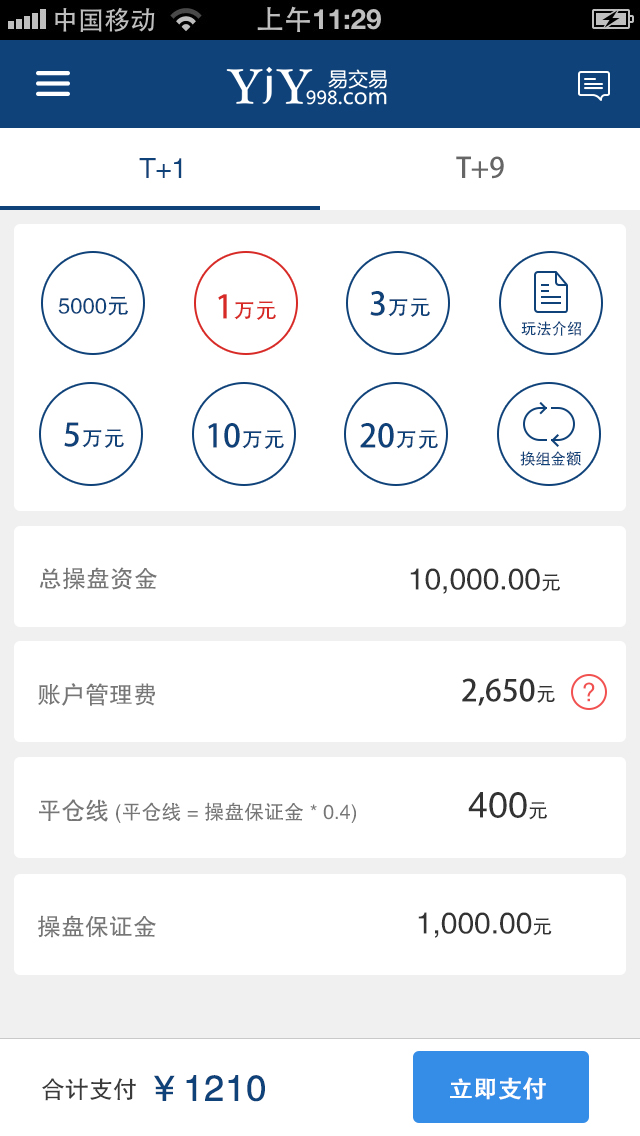 中国移动 上午11:29
YjY 易交易
998.com
T+1 T+9
5000元 1万元 3万元 玩法介绍
5万元 10万元 20万元 换组金额
总操盘资金 10,000.00元
账户管理费 2,650元 ?
平仓线 (平仓线 = 操盘保证金 * 0.4) 400元
操盘保证金 1,000.00元
合计支付 ¥ 1210 立即支付